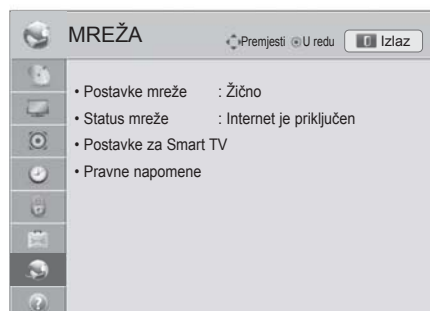 MREŽA
Premjesti U redu Izlaz
• Postavke mreže : Žično
• Status mreže : Internet je priključen
• Postavke za Smart TV
• Pravne napomene